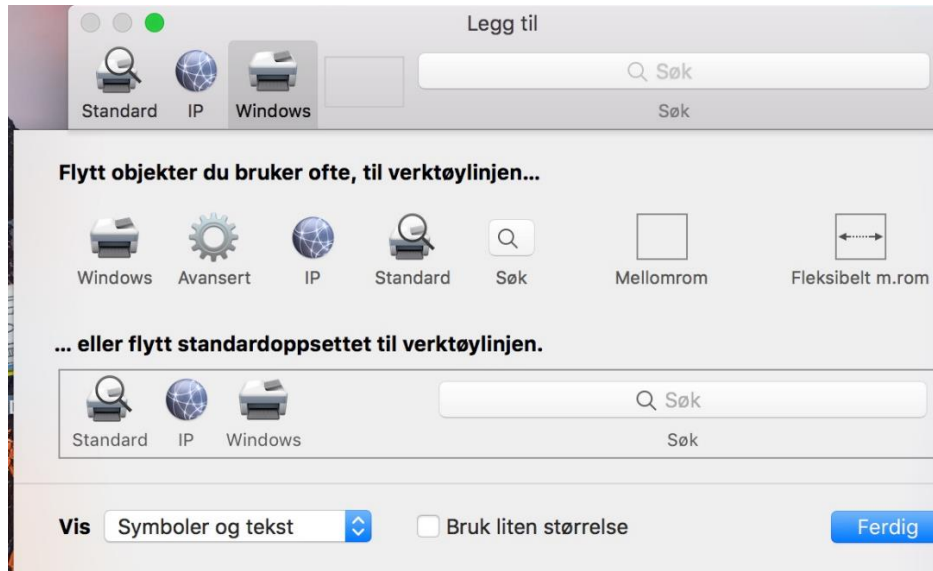 Legg til
Søk
Standard IP Windows Søk
Flytt objekter du bruker ofte, til verktøylinjen...
Windows Avansert IP Standard Søk Mellomrom Fleksibelt m.rom
... eller flytt standardoppsettet til verktøylinjen.
Søk
Standard IP Windows Søk
Vis Symboler og tekst Bruk liten størrelse Ferdig